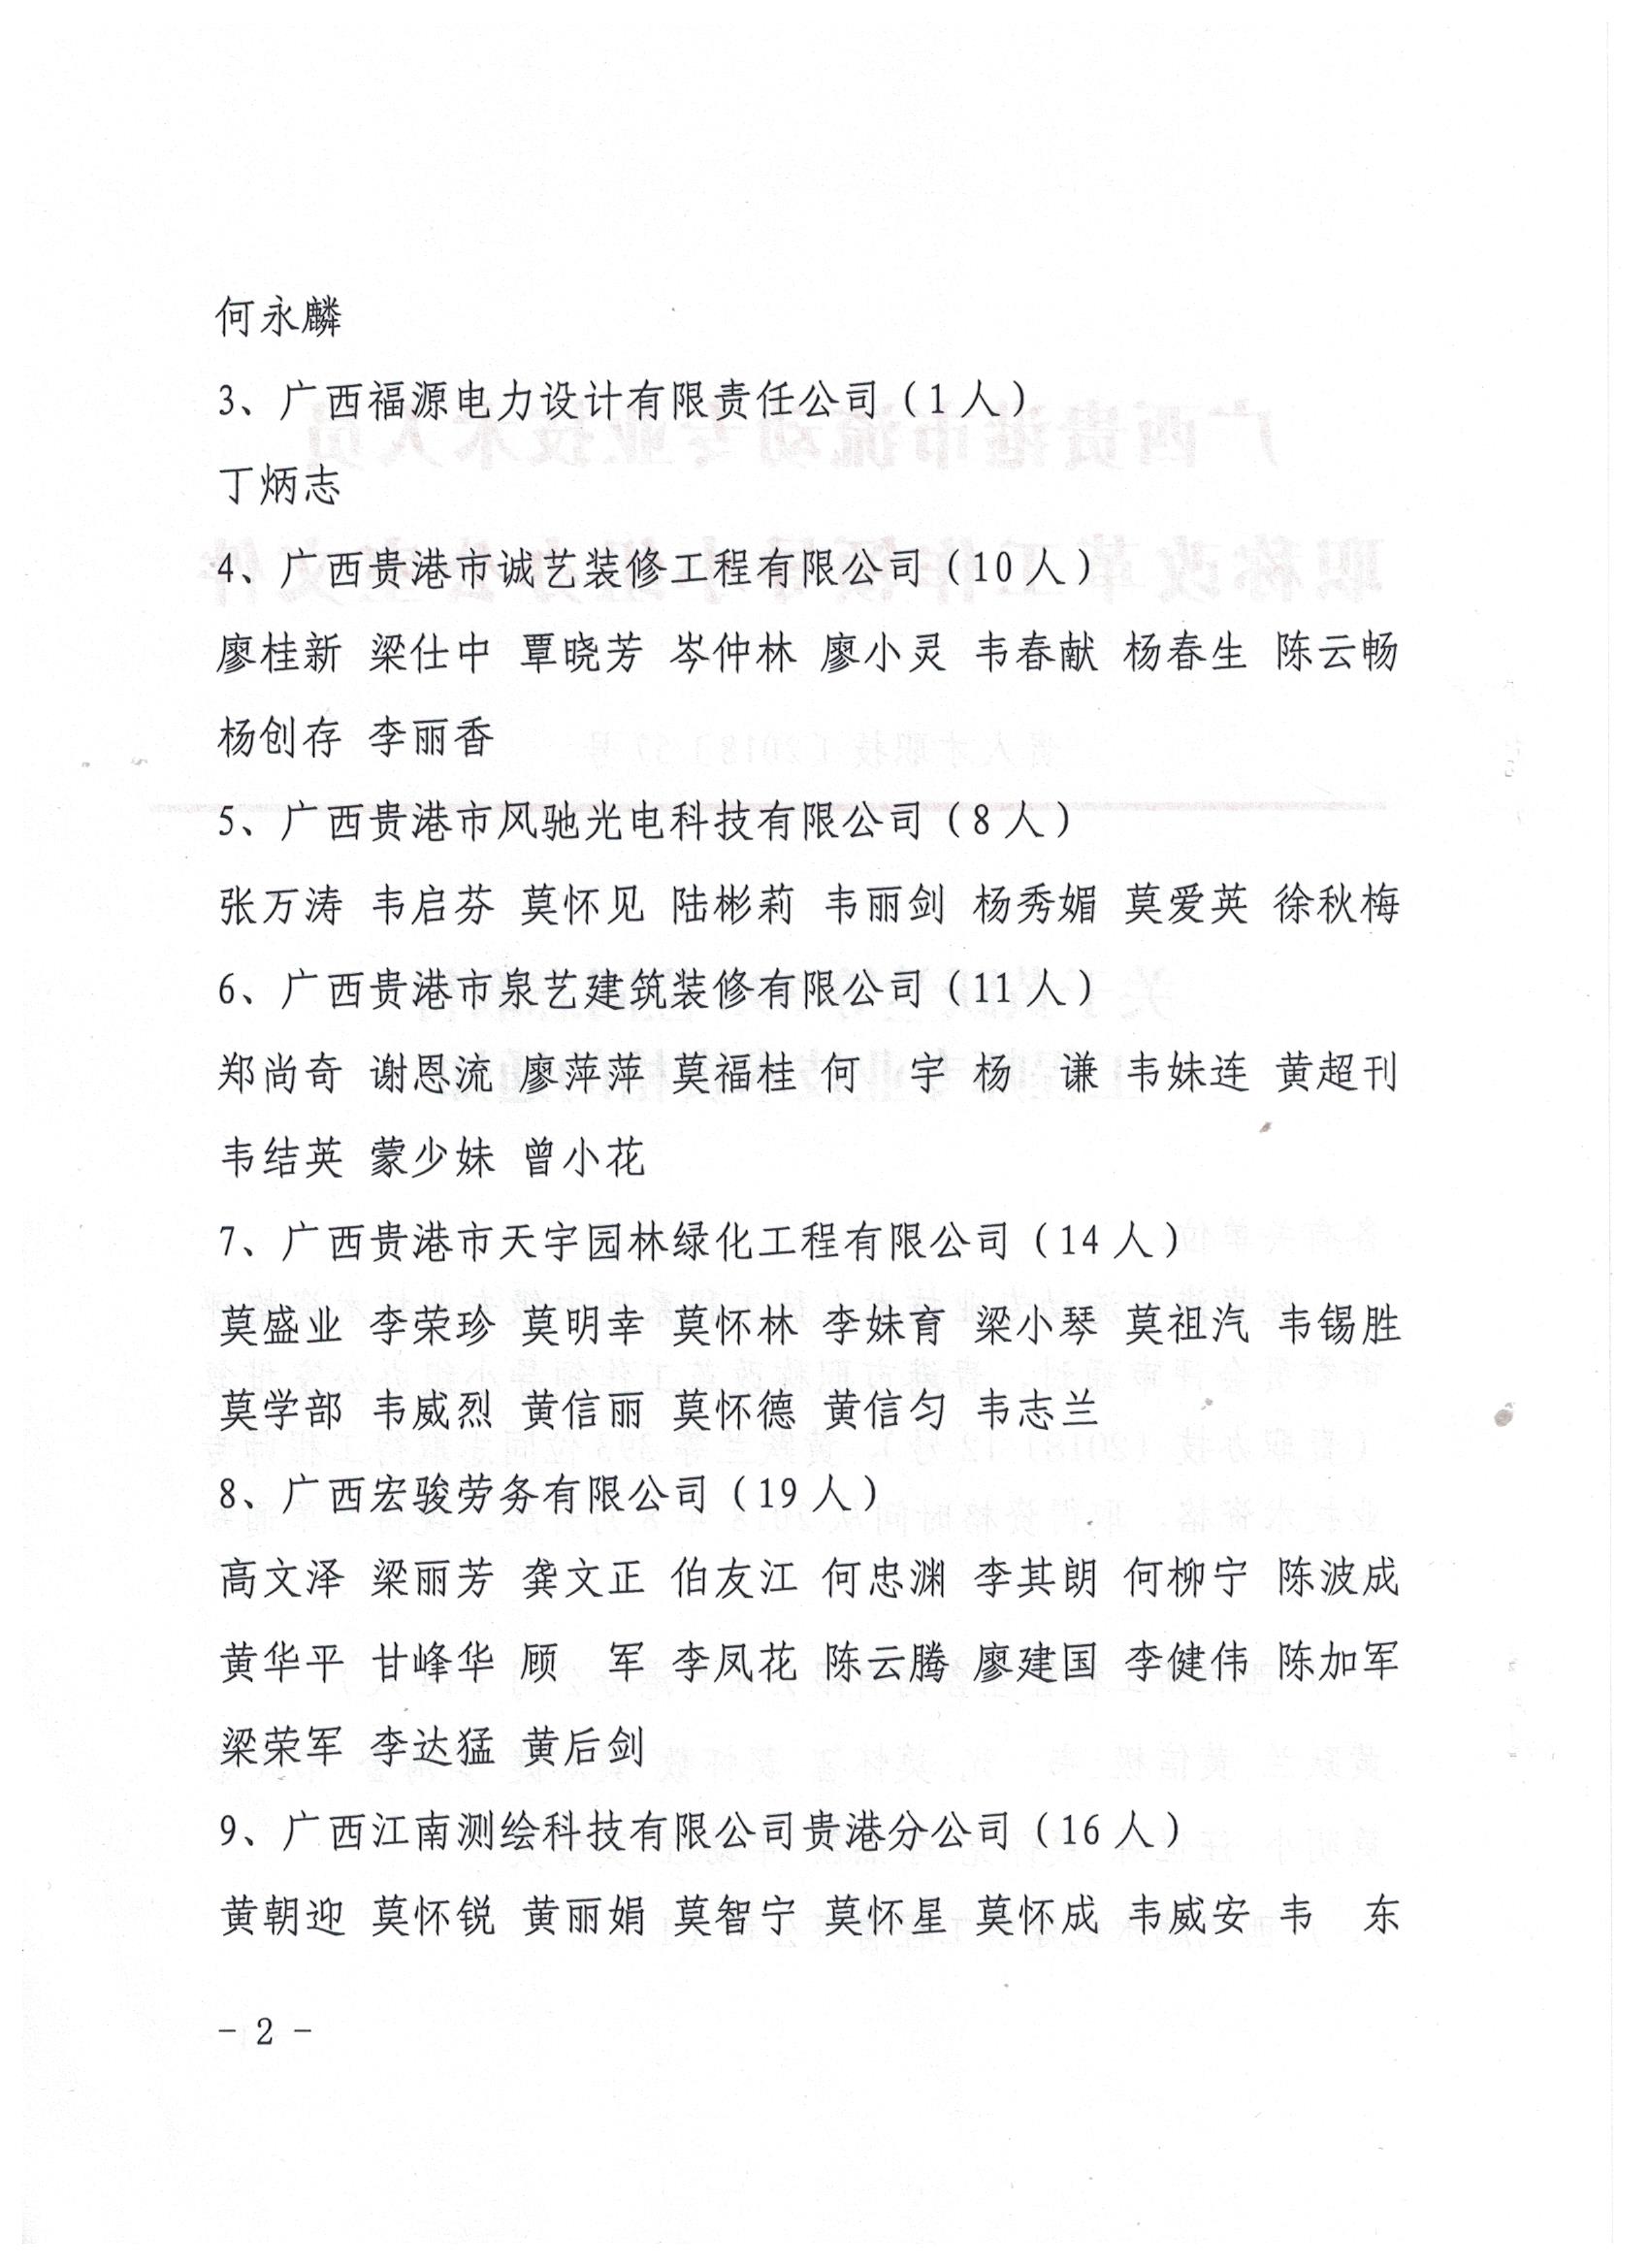 何永麟
3、广西福源电力设计有限责任公司（1人）
丁炳志
4、广西贵港市诚艺装修工程有限公司（10人）
廖桂新 梁仕中 覃晓芳 岑仲林 廖小灵 韦春献 杨春生 陈云畅
杨创存 李丽香
5、广西贵港市风驰光电科技有限公司（8人）
张万涛 韦启芬 莫怀见 陆彬莉 韦丽剑 杨秀媚 莫爱英 徐秋梅
6、广西贵港市泉艺建筑装修有限公司（11人）
郑尚奇 谢恩流 廖萍萍 莫福桂 何　宇 杨　谦 韦妹连 黄超刊
韦结英 蒙少妹 曾小花
7、广西贵港市天宇园林绿化工程有限公司（14人）
莫盛业 李荣珍 莫明幸 莫怀林 李妹育 梁小琴 莫祖汽 韦锡胜
莫学部 韦威烈 黄信丽 莫怀德 黄信匀 韦志兰
8、广西宏骏劳务有限公司（19人）
高文泽 梁丽芳 龚文正 伯友江 何忠渊 李其朗 何柳宁 陈波成
黄华平 甘峰华 顾　军 李凤花 陈云腾 廖建国 李健伟 陈加军
梁荣军 李达猛 黄后剑
9、广西江南测绘科技有限公司贵港分公司（16人）
黄朝迎 莫怀锐 黄丽娟 莫智宁 莫怀星 莫怀成 韦威安 韦　东
- 2 -